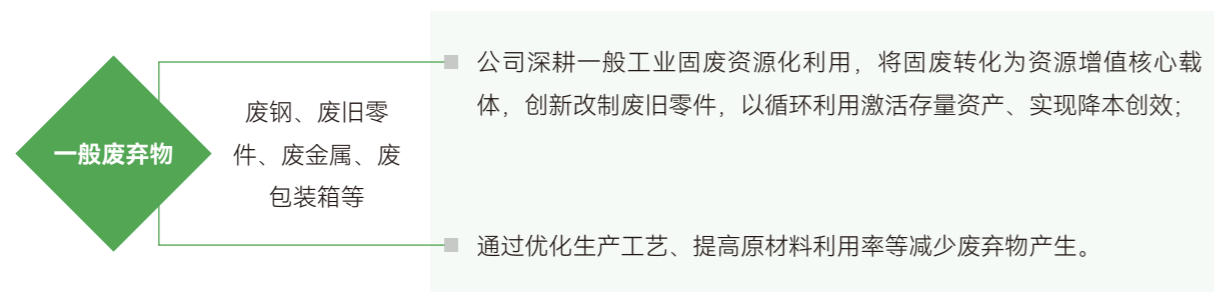 一般废弃物
废钢、废旧零
件、废金属、废
包装箱等
公司深耕一般工业固废资源化利用，将固废转化为资源增值核心载
体，创新改制废旧零件，以循环利用激活存量资产、实现降本创效；
通过优化生产工艺、提高原材料利用率等减少废弃物产生。